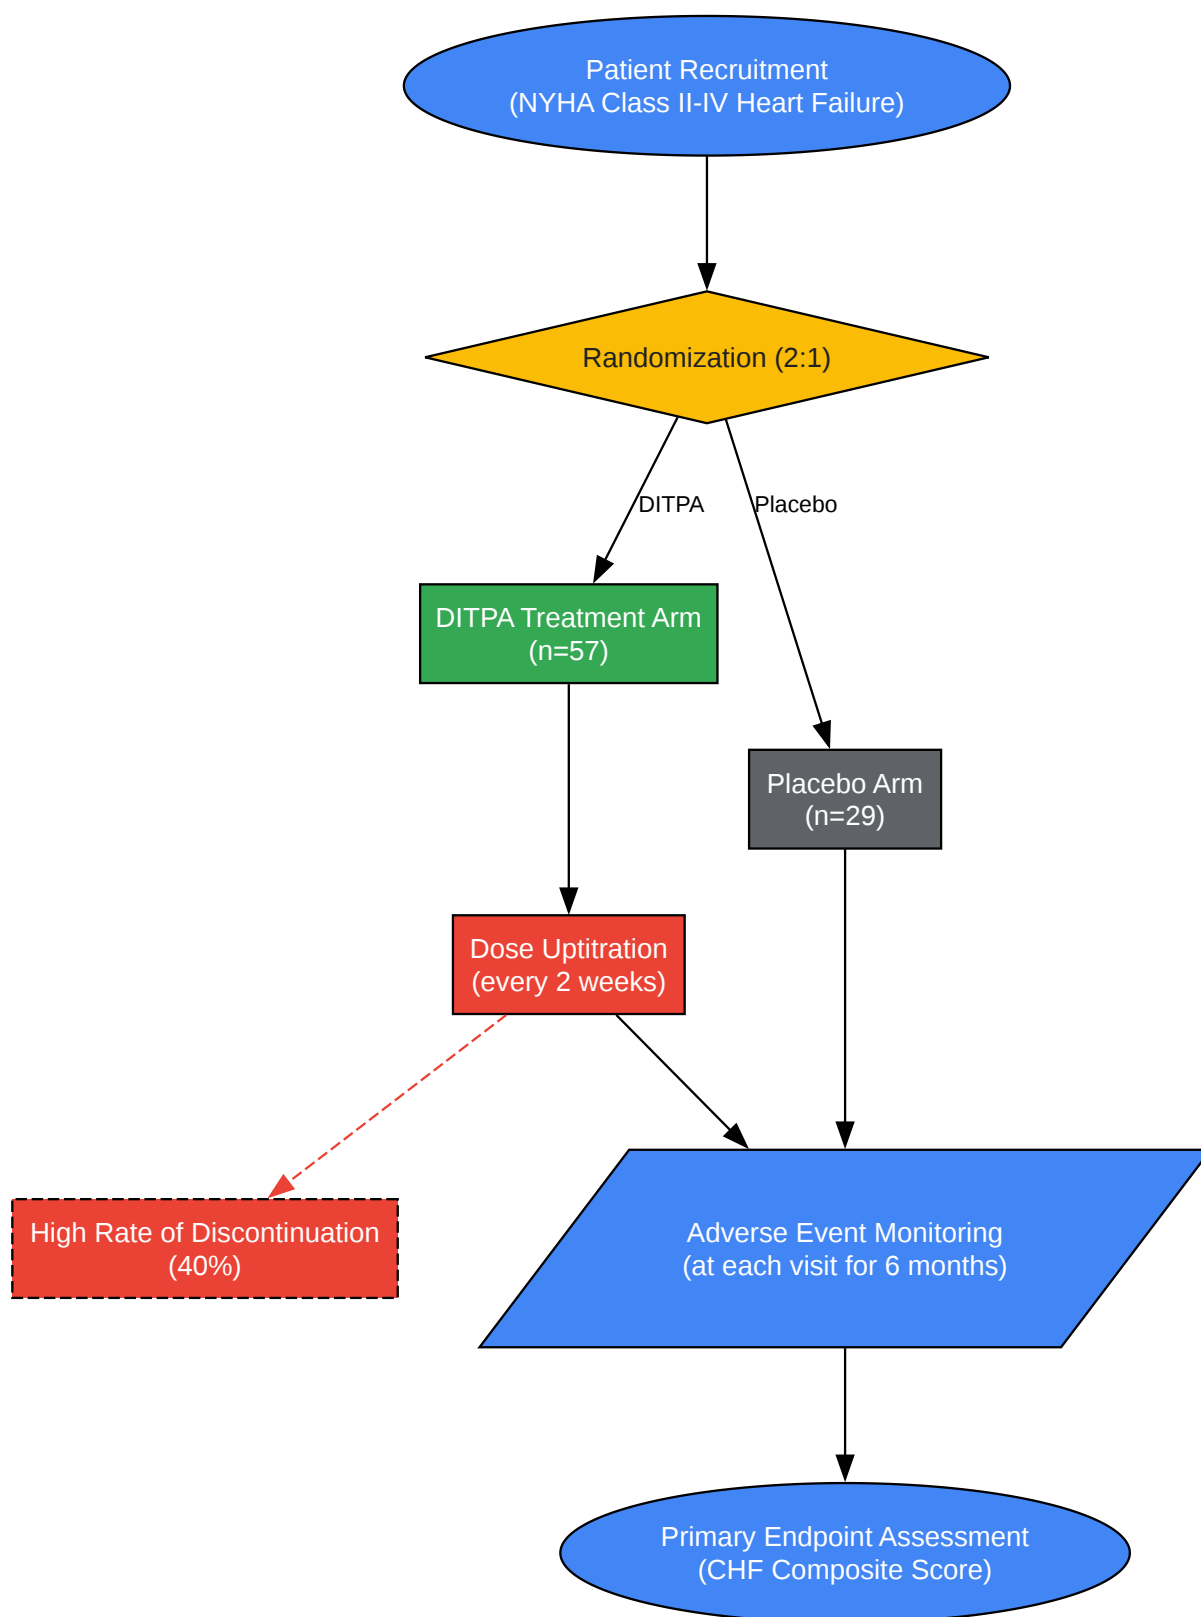 Patient Recruitment
(NYHA Class II-IV Heart Failure)
Randomization (2:1)
DITPA
Placebo
DITPA Treatment Arm
(n=57)
Placebo Arm
(n=29)
Dose Uptitration
(every 2 weeks)
High Rate of Discontinuation
(40%)
Adverse Event Monitoring
(at each visit for 6 months)
Primary Endpoint Assessment
(CHF Composite Score)